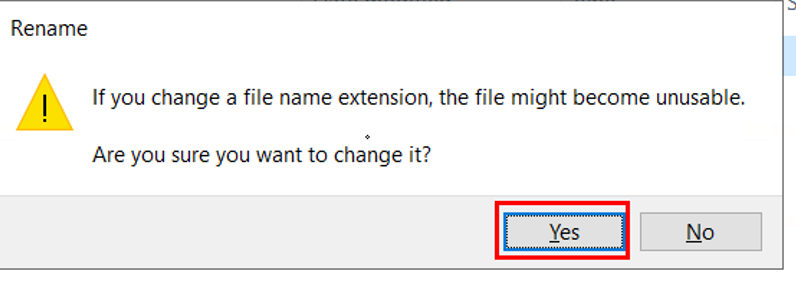 Rename
If you change a file name extension, the file might become unusable.
Are you sure you want to change it?
Yes
No